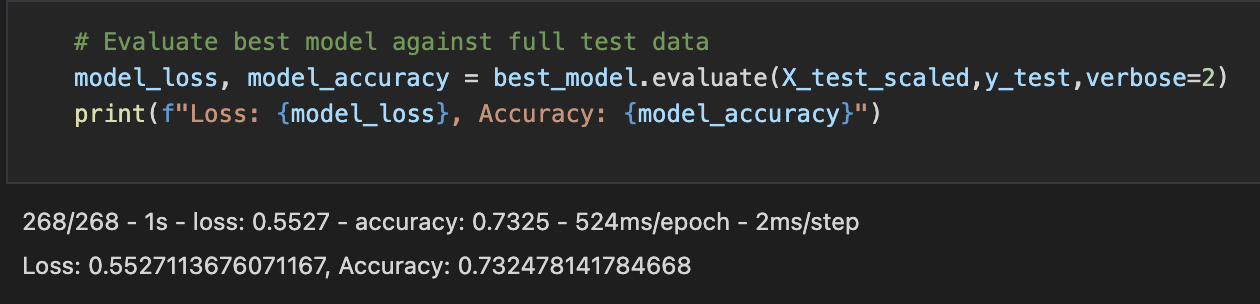 # Evaluate best model against full test data
model_loss, model_accuracy = best_model.evaluate(X_test_scaled,y_test,verbose=2)
print(f"Loss: {model_loss}, Accuracy: {model_accuracy}")
268/268 - 1s - loss: 0.5527 - accuracy: 0.7325 - 524ms/epoch - 2ms/step
Loss: 0.5527113676071167, Accuracy: 0.732478141784668